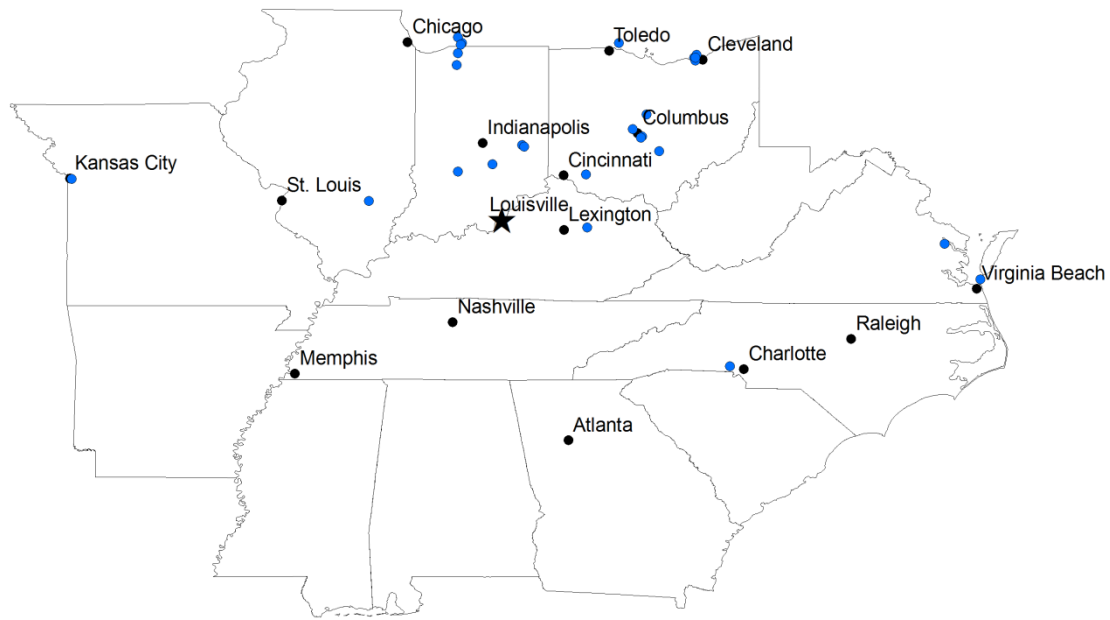 Chicago
Toledo
Cleveland
Columbus
Indianapolis
Kansas City
Cincinnati
St. Louis
Louisville
Lexington
Virginia Beach
Nashville
Raleigh
Memphis
Charlotte
Atlanta